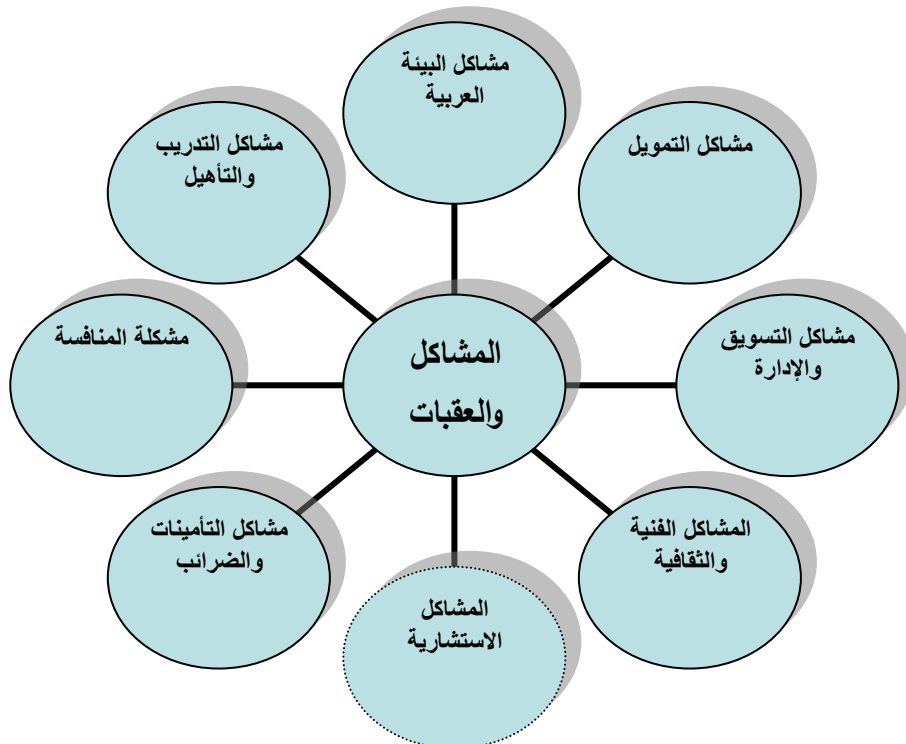 مشاكل البيئة
العربية
مشاكل التمويل
مشاكل التسويق
والإدارة
المشاكل الفنية
والثقافية
المشاكل
الاستشارية
مشاكل التأمينات
والضرائب
مشكلة المنافسة
مشاكل التدريب
والتأهيل
المشاكل
والعقبات